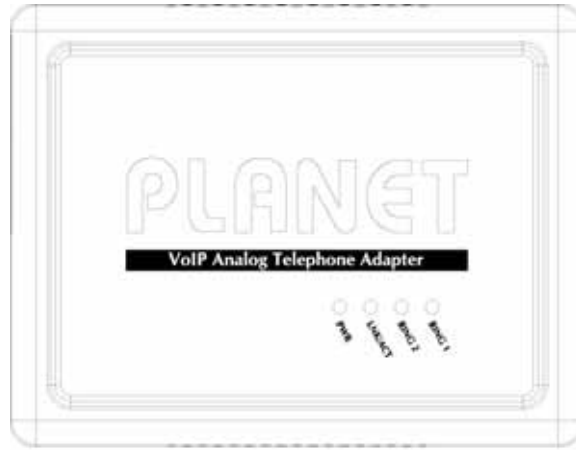 PLANET
VoIP Analog Telephone Adapter
PWR LNK/ACT RING 2 RING 1